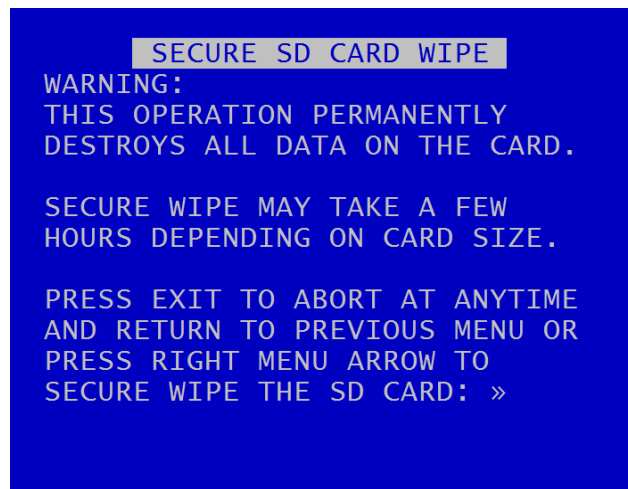 SECURE SD CARD WIPE
WARNING:
THIS OPERATION PERMANENTLY
DESTROYS ALL DATA ON THE CARD.
SECURE WIPE MAY TAKE A FEW
HOURS DEPENDING ON CARD SIZE.
PRESS EXIT TO ABORT AT ANYTIME
AND RETURN TO PREVIOUS MENU OR
PRESS RIGHT MENU ARROW TO
SECURE WIPE THE SD CARD: »